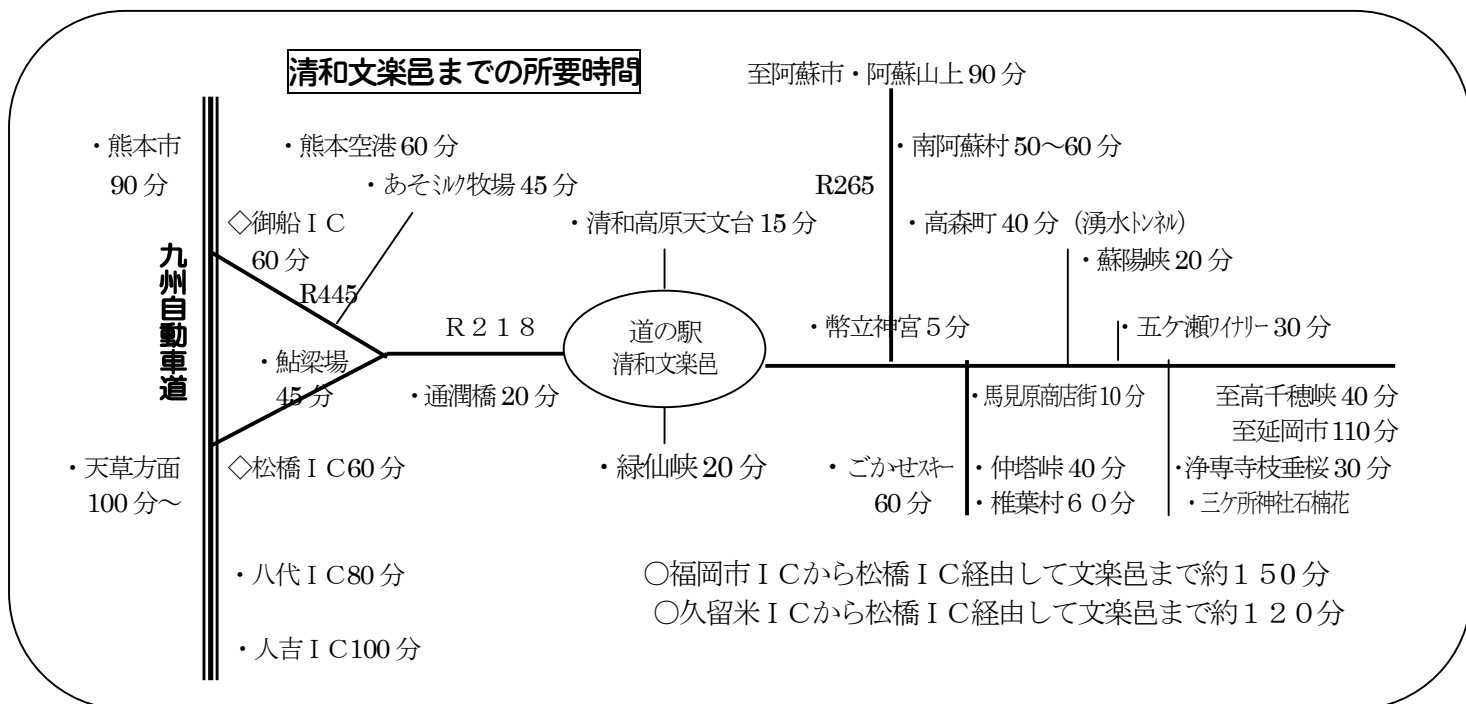 清和文楽邑までの所要時間
至阿蘇市・阿蘇山上 90 分
・熊本市
90 分
・熊本空港 60 分
・あそﾐﾙｸ牧場 45 分
・南阿蘇村 50～60 分
R265
◇御船ＩＣ
60 分
・清和高原天文台 15 分
・高森町 40 分（湧水ﾄﾝﾈﾙ）
・蘇陽峡 20 分
九州自動車道
R445
Ｒ２１８
道の駅
清和文楽邑
・幣立神宮５分
・五ケ瀬ﾜｲﾅﾘー 30 分
・鮎梁場
45 分
・通潤橋 20 分
・馬見原商店街 10 分
至高千穂峡 40 分
至延岡市 110 分
・天草方面
100 分～
◇松橋ＩＣ60 分
・緑仙峡 20 分
・ごかせｽｷー
60 分
・仲塔峠 40 分
・椎葉村６０分
・浄専寺枝垂桜 30 分
・三ケ所神社石楠花
・八代ＩＣ80 分
・人吉ＩＣ100 分
○福岡市ＩＣから松橋ＩＣ経由して文楽邑まで約１５０分
○久留米ＩＣから松橋ＩＣ経由して文楽邑まで約１２０分